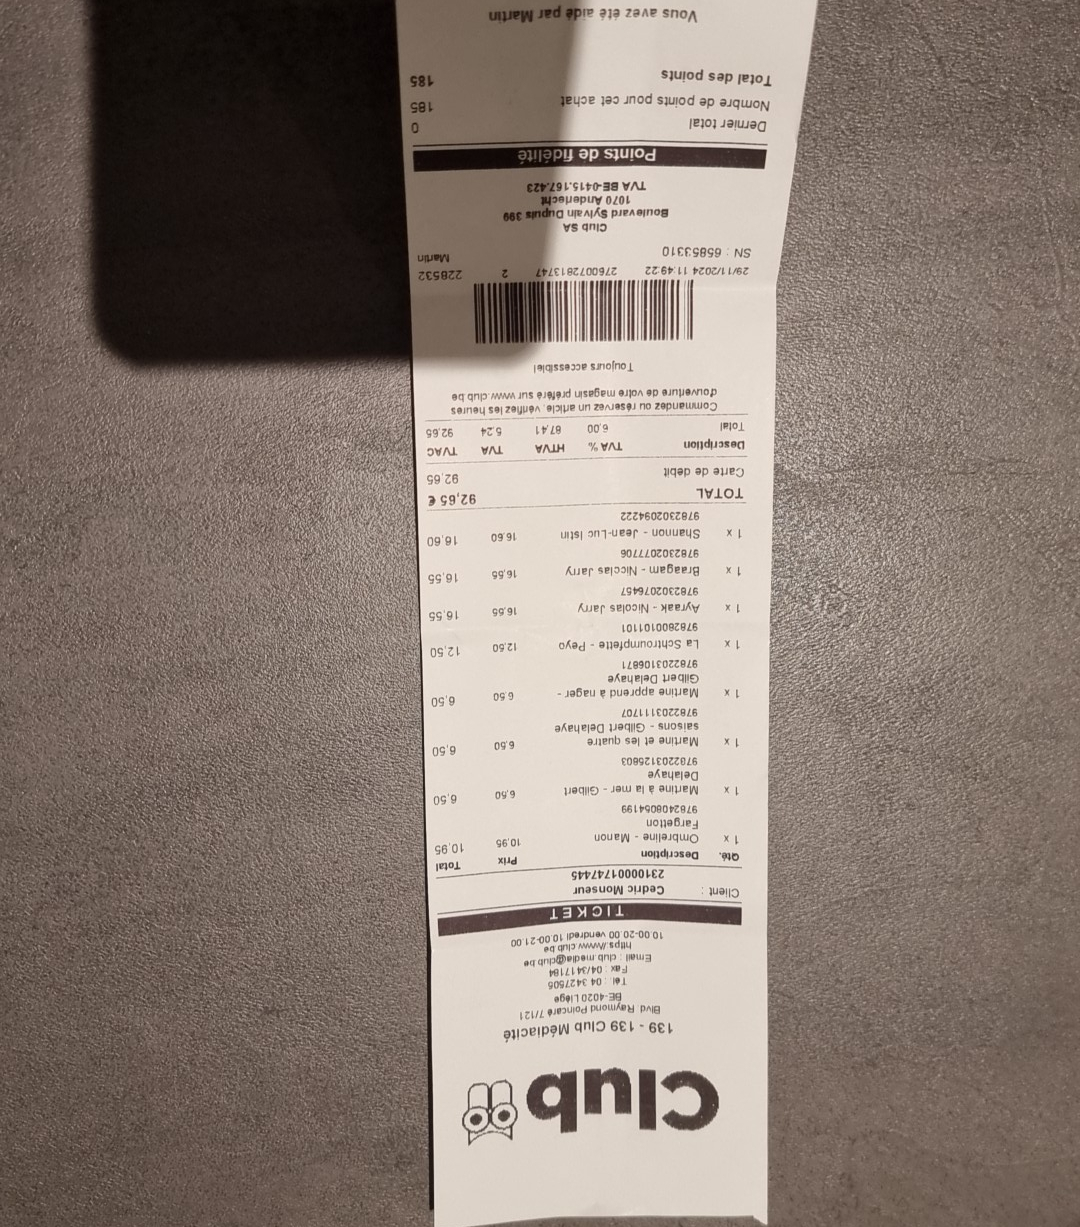 Club
139 - 139 Club Médiacité
Blvd. Raymond Poincaré 7/121
BE-4020 Liège
Tél. : 04 3427505
Fax : 04/3417184
Email : club.media@club.be
https://www.club.be
10.00-20.00 vendredi 10.00-21.00
TICKET
Client : Cedric Monseur
2310000174745
Qté. Description Prix Total
1 x Ombreline - Manon 10,95 10,95
Fargetton
9782408054199
1 x Martine à la mer - Gilbert 6,50 6,50
Delahaye
9782203125803
1 x Martine et les quatre 6,50 6,50
saisons - Gilbert Delahaye
9782203111707
1 x Martine apprend à nager - 6,50 6,50
Gilbert Delahaye
9782203106871
1 x La Schtroumpfette - Peyo 12,50 12,50
9782800101101
1 x Ayraak - Nicolas Jarry 16,55 16,55
9782302076457
1 x Braagam - Nicolas Jarry 16,55 16,55
9782302077706
1 x Shannon - Jean-Luc Istin 16,60 16,60
9782302094222
TOTAL 92,65 €
Carte de débit 92,65
Description TVA % HTVA TVA TVAC
Total 6,00 87,41 5,24 92,65
Commandez ou réservez un article, vérifiez les heures
d'ouverture de votre magasin préféré sur www.club.be
Toujours accessible!
29/11/2024 11:49:22 2760072813747 2 228532
SN : 65853310 Martin
Club SA
Boulevard Sylvain Dupuis 399
1070 Anderlecht
TVA BE-0415.167.423
Points de fidélité
Dernier total 0
Nombre de points pour cet achat 185
Total des points 185
Vous avez été aidé par Martin